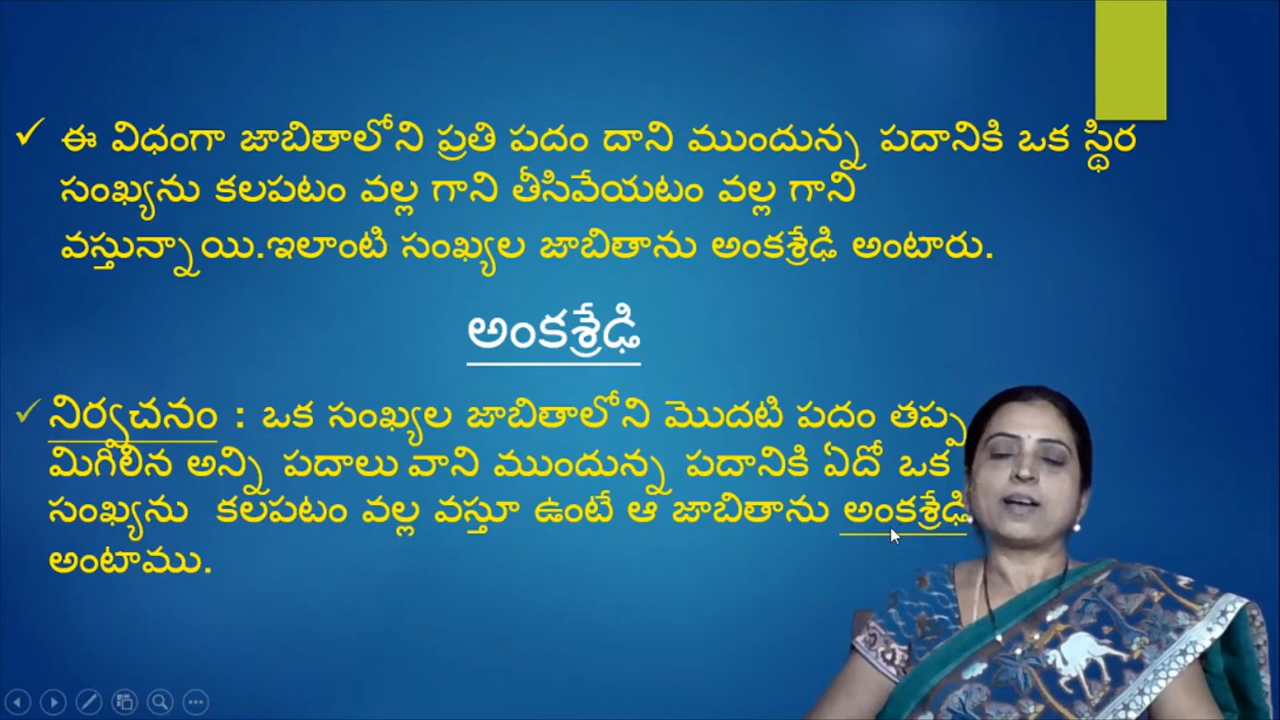 ఈ విధంగా జాబితాలోని ప్రతి పదం దాని ముందున్న పదానికి ఒక స్థిర
సంఖ్యను కలపటం వల్ల గాని తీసివేయటం వల్ల గాని
వస్తున్నాయి.ఇలాంటి సంఖ్యల జాబితాను అంకశ్రేఢి అంటారు.
అంకశ్రేఢి
నిర్వచనం : ఒక సంఖ్యల జాబితాలోని మొదటి పదం తప్ప
మిగిలిన అన్ని పదాలు వాని ముందున్న పదానికి ఏదో ఒక
సంఖ్యను కలపటం వల్ల వస్తూ ఉంటే ఆ జాబితాను అంకశ్రేఢి
అంటాము.